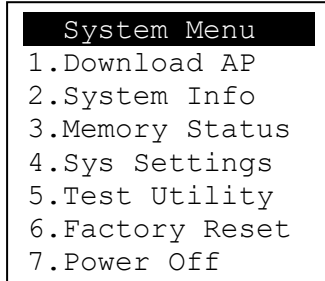 System Menu
1.Download AP
2.System Info
3.Memory Status
4.Sys Settings
5.Test Utility
6.Factory Reset
7.Power Off